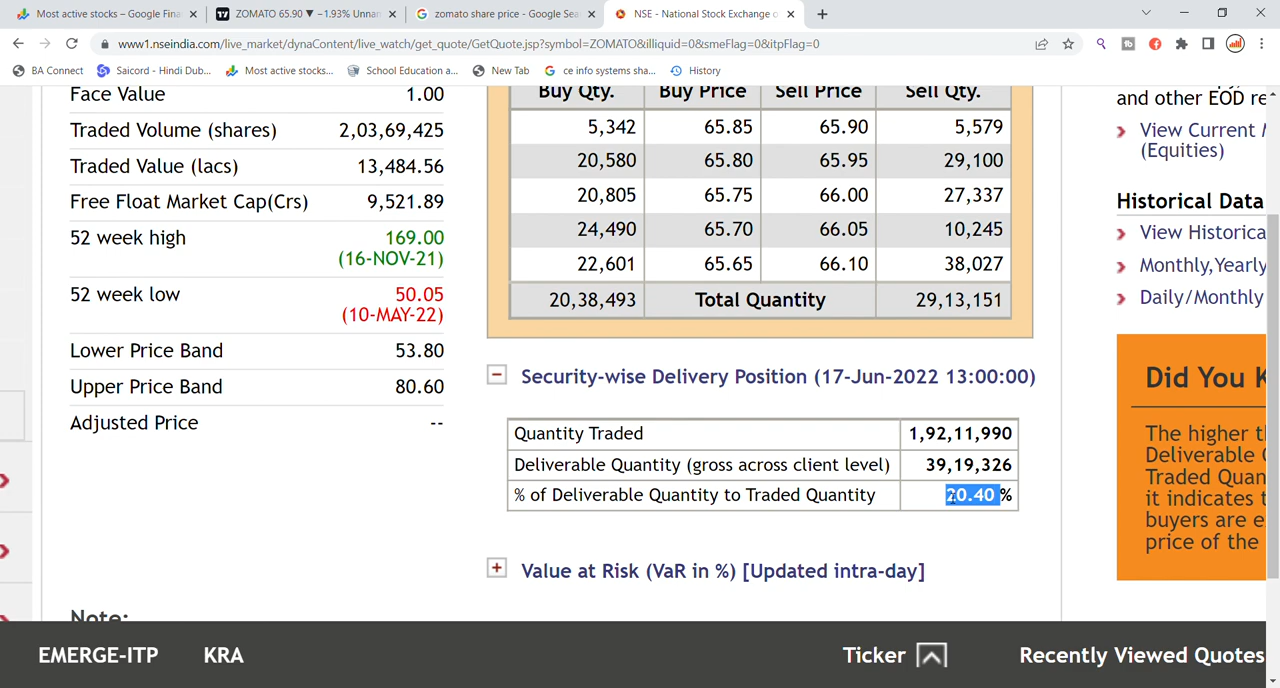 Most active stocks – Google Fina
ZOMATO 65.90 ▼ −1.93% Unnan
zomato share price - Google Sea
NSE - National Stock Exchange o
www1.nseindia.com/live_market/dynaContent/live_watch/get_quote/GetQuote.jsp?symbol=ZOMATO&illiquid=0&smeFlag=0&itpFlag=0
BA Connect
Saicord - Hindi Dub...
Most active stocks...
School Education a...
New Tab
ce info systems sha...
History
Face Value 1.00
Traded Volume (shares) 2,03,69,425
Traded Value (lacs) 13,484.56
Free Float Market Cap(Crs) 9,521.89
52 week high 169.00
(16-NOV-21)
52 week low 50.05
(10-MAY-22)
Lower Price Band 53.80
Upper Price Band 80.60
Adjusted Price --
Note:
Buy Qty. Buy Price Sell Price Sell Qty.
5,342 65.85 65.90 5,579
20,580 65.80 65.95 29,100
20,805 65.75 66.00 27,337
24,490 65.70 66.05 10,245
22,601 65.65 66.10 38,027
20,38,493 Total Quantity 29,13,151
Security-wise Delivery Position (17-Jun-2022 13:00:00)
Quantity Traded 1,92,11,990
Deliverable Quantity (gross across client level) 39,19,326
% of Deliverable Quantity to Traded Quantity 20.40 %
Value at Risk (VaR in %) [Updated intra-day]
and other EOD re
View Current
(Equities)
Historical Data
View Historica
Monthly,Yearly
Daily/Monthly
Did You
The higher t
Deliverable
Traded Quan
it indicates t
buyers are e
price of the
EMERGE-ITP KRA Ticker Recently Viewed Quotes